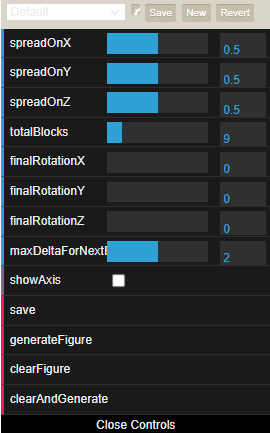 Default Save New Revert
spreadOnX 0.5
spreadOnY 0.5
spreadOnZ 0.5
totalBlocks 9
finalRotationX 0
finalRotationY 0
finalRotationZ 0
maxDeltaForNext 2
showAxis
save
generateFigure
clearFigure
clearAndGenerate
Close Controls